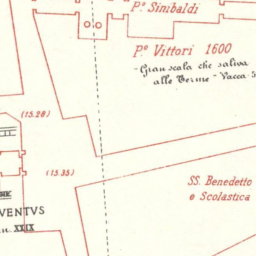 Pº Sinibaldi
Pº Vittori 1600
-Gran scala che saliva
alle Terme - Vacca
(15.28)
(15.35)
SS. Benedetto
e Scolastica
VENTVS
XXIX